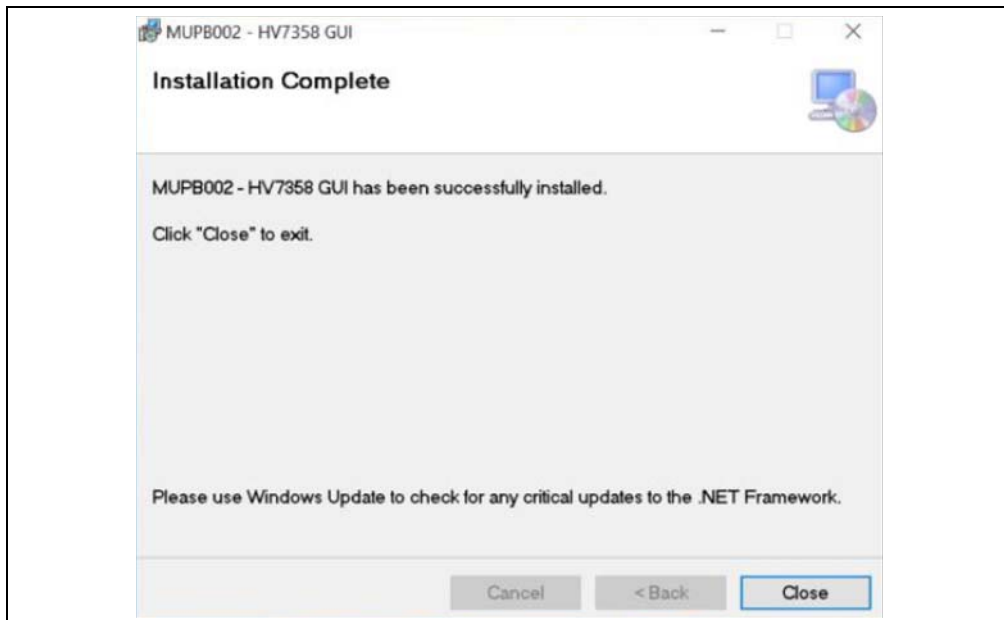 MUPB002 - HV7358 GUI
Installation Complete
MUPB002 - HV7358 GUI has been successfully installed.
Click "Close" to exit.
Please use Windows Update to check for any critical updates to the .NET Framework.
Cancel
< Back
Close